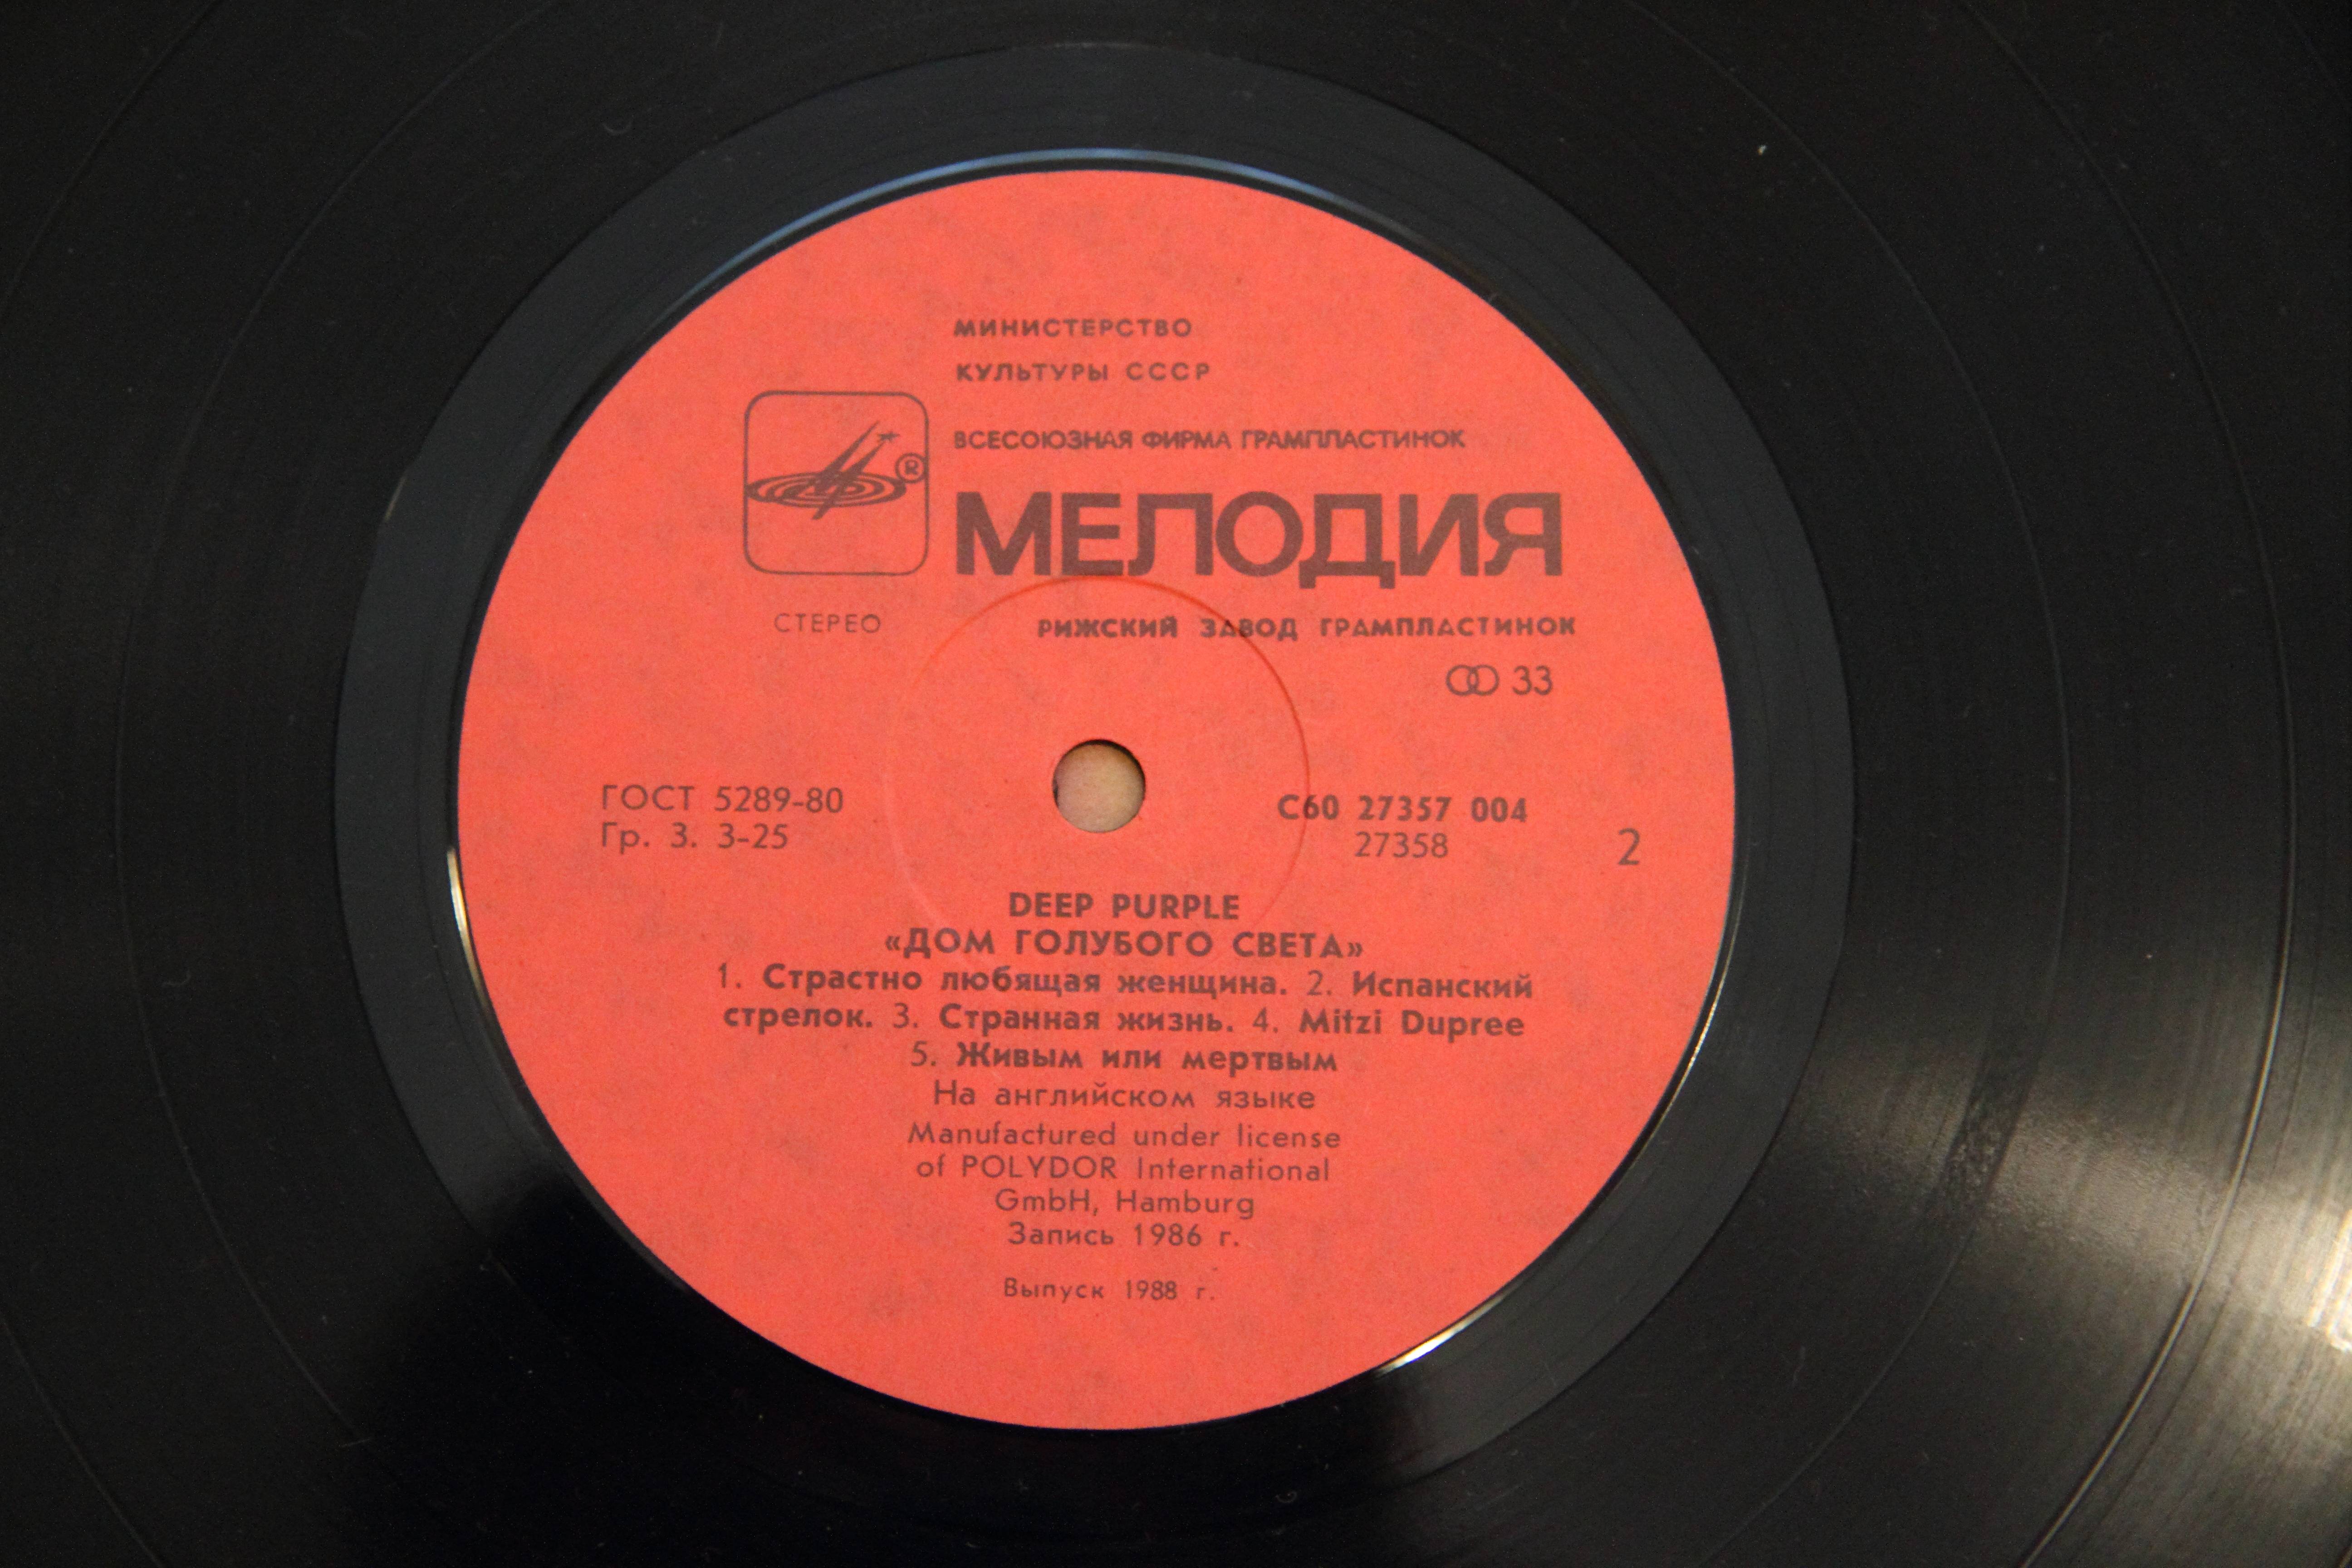 МИНИСТЕРСТВО
КУЛЬТУРЫ СССР
ВСЕСОЮЗНАЯ ФИРМА ГРАМПЛАСТИНОК
®
МЕЛОДИЯ
СТЕРЕО
РИЖСКИЙ ЗАВОД ГРАМПЛАСТИНОК
33
ГОСТ 5289-80
Гр. 3. 3-25
С60 27357 004
27358
2
DEEP PURPLE
«ДОМ ГОЛУБОГО СВЕТА»
1. Страстно любящая женщина. 2. Испанский
стрелок. 3. Странная жизнь. 4. Mitzi Dupree
5. Живым или мертвым
На английском языке
Manufactured under license
of POLYDOR International
GmbH, Hamburg
Запись 1986 г.
Выпуск 1988 г.